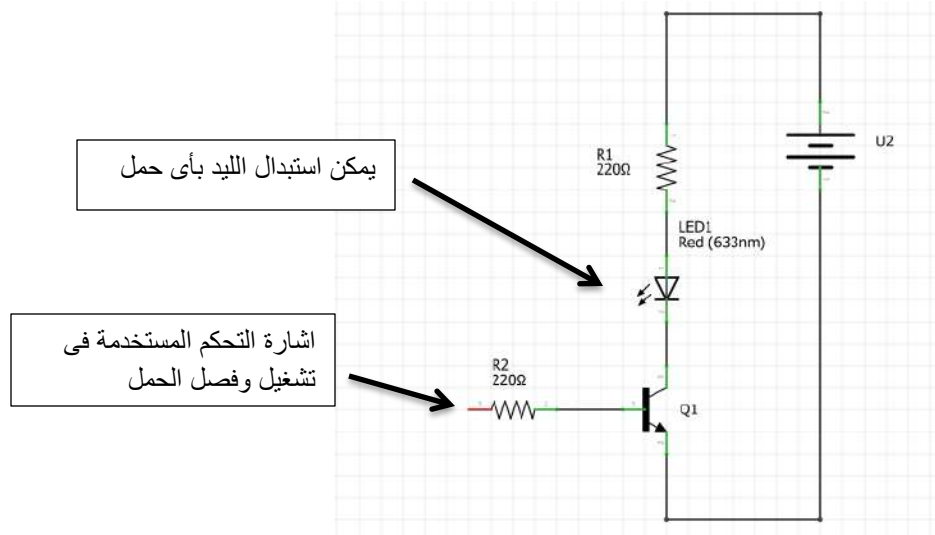 يمكن استبدال الليد بأى حمل
اشارة التحكم المستخدمة فى
تشغيل وفصل الحمل
R1
220Ω
U2
LED1
Red (633nm)
R2
220Ω
Q1